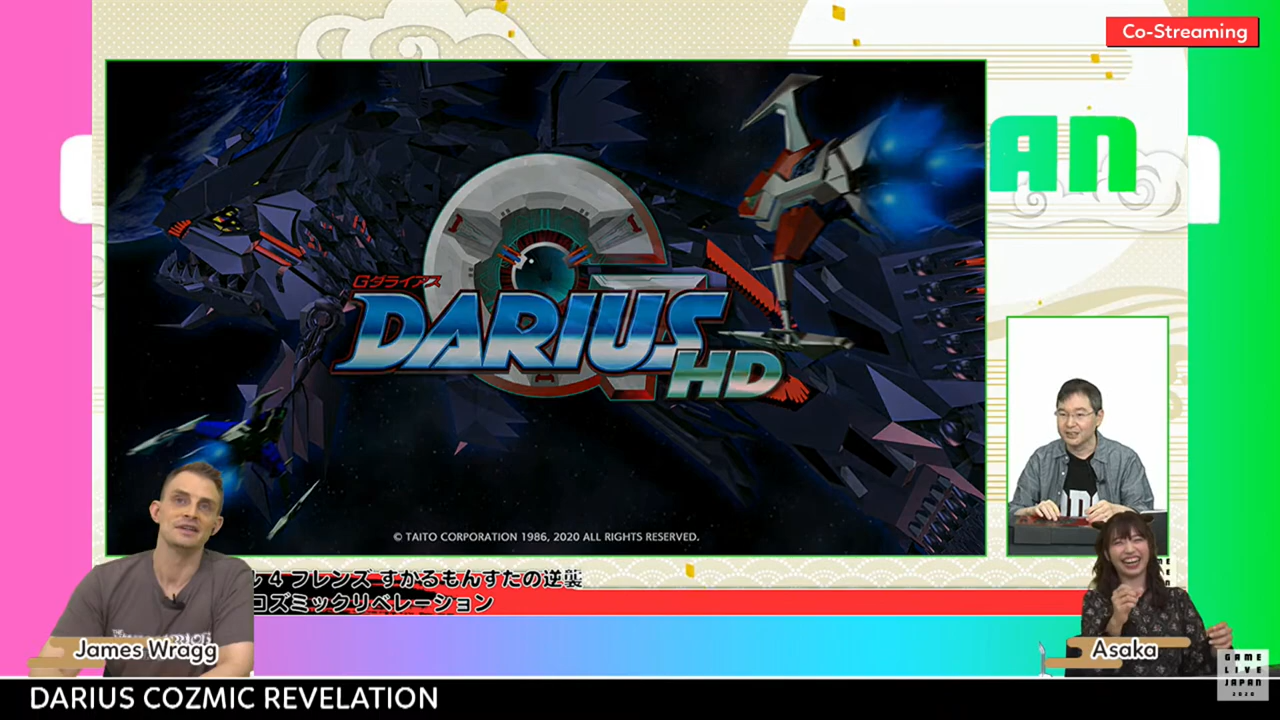 Co-Streaming
AN
Gダライアス
DARIUS
HD
© TAITO CORPORATION 1986, 2020 ALL RIGHTS RESERVED.
4 フレンズ すかるもんすたの逆襲
コズミックリベレーション
THE
James Wragg
Asaka
GAME
LIVE
JAPAN
2020
DARIUS COZMIC REVELATION